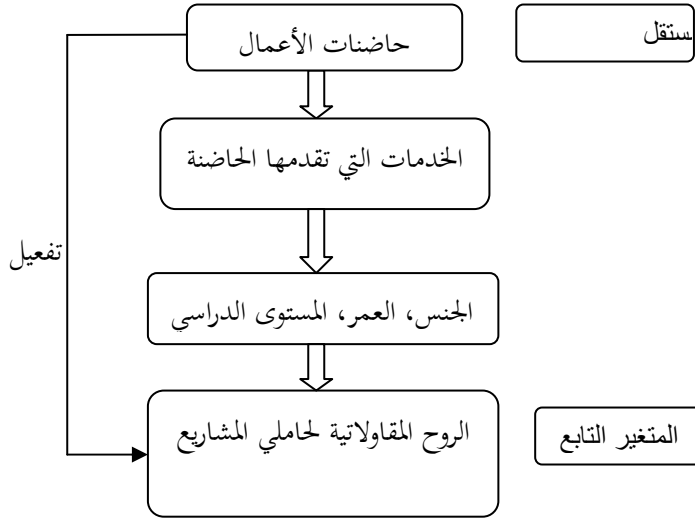 حاضنات الأعمال
ستقل
الخدمات التي تقدمها الحاضنة
تفعيل
الجنس، العمر، المستوى الدراسي
الروح المقاولاتية لحاملي المشاريع
المتغير التابع